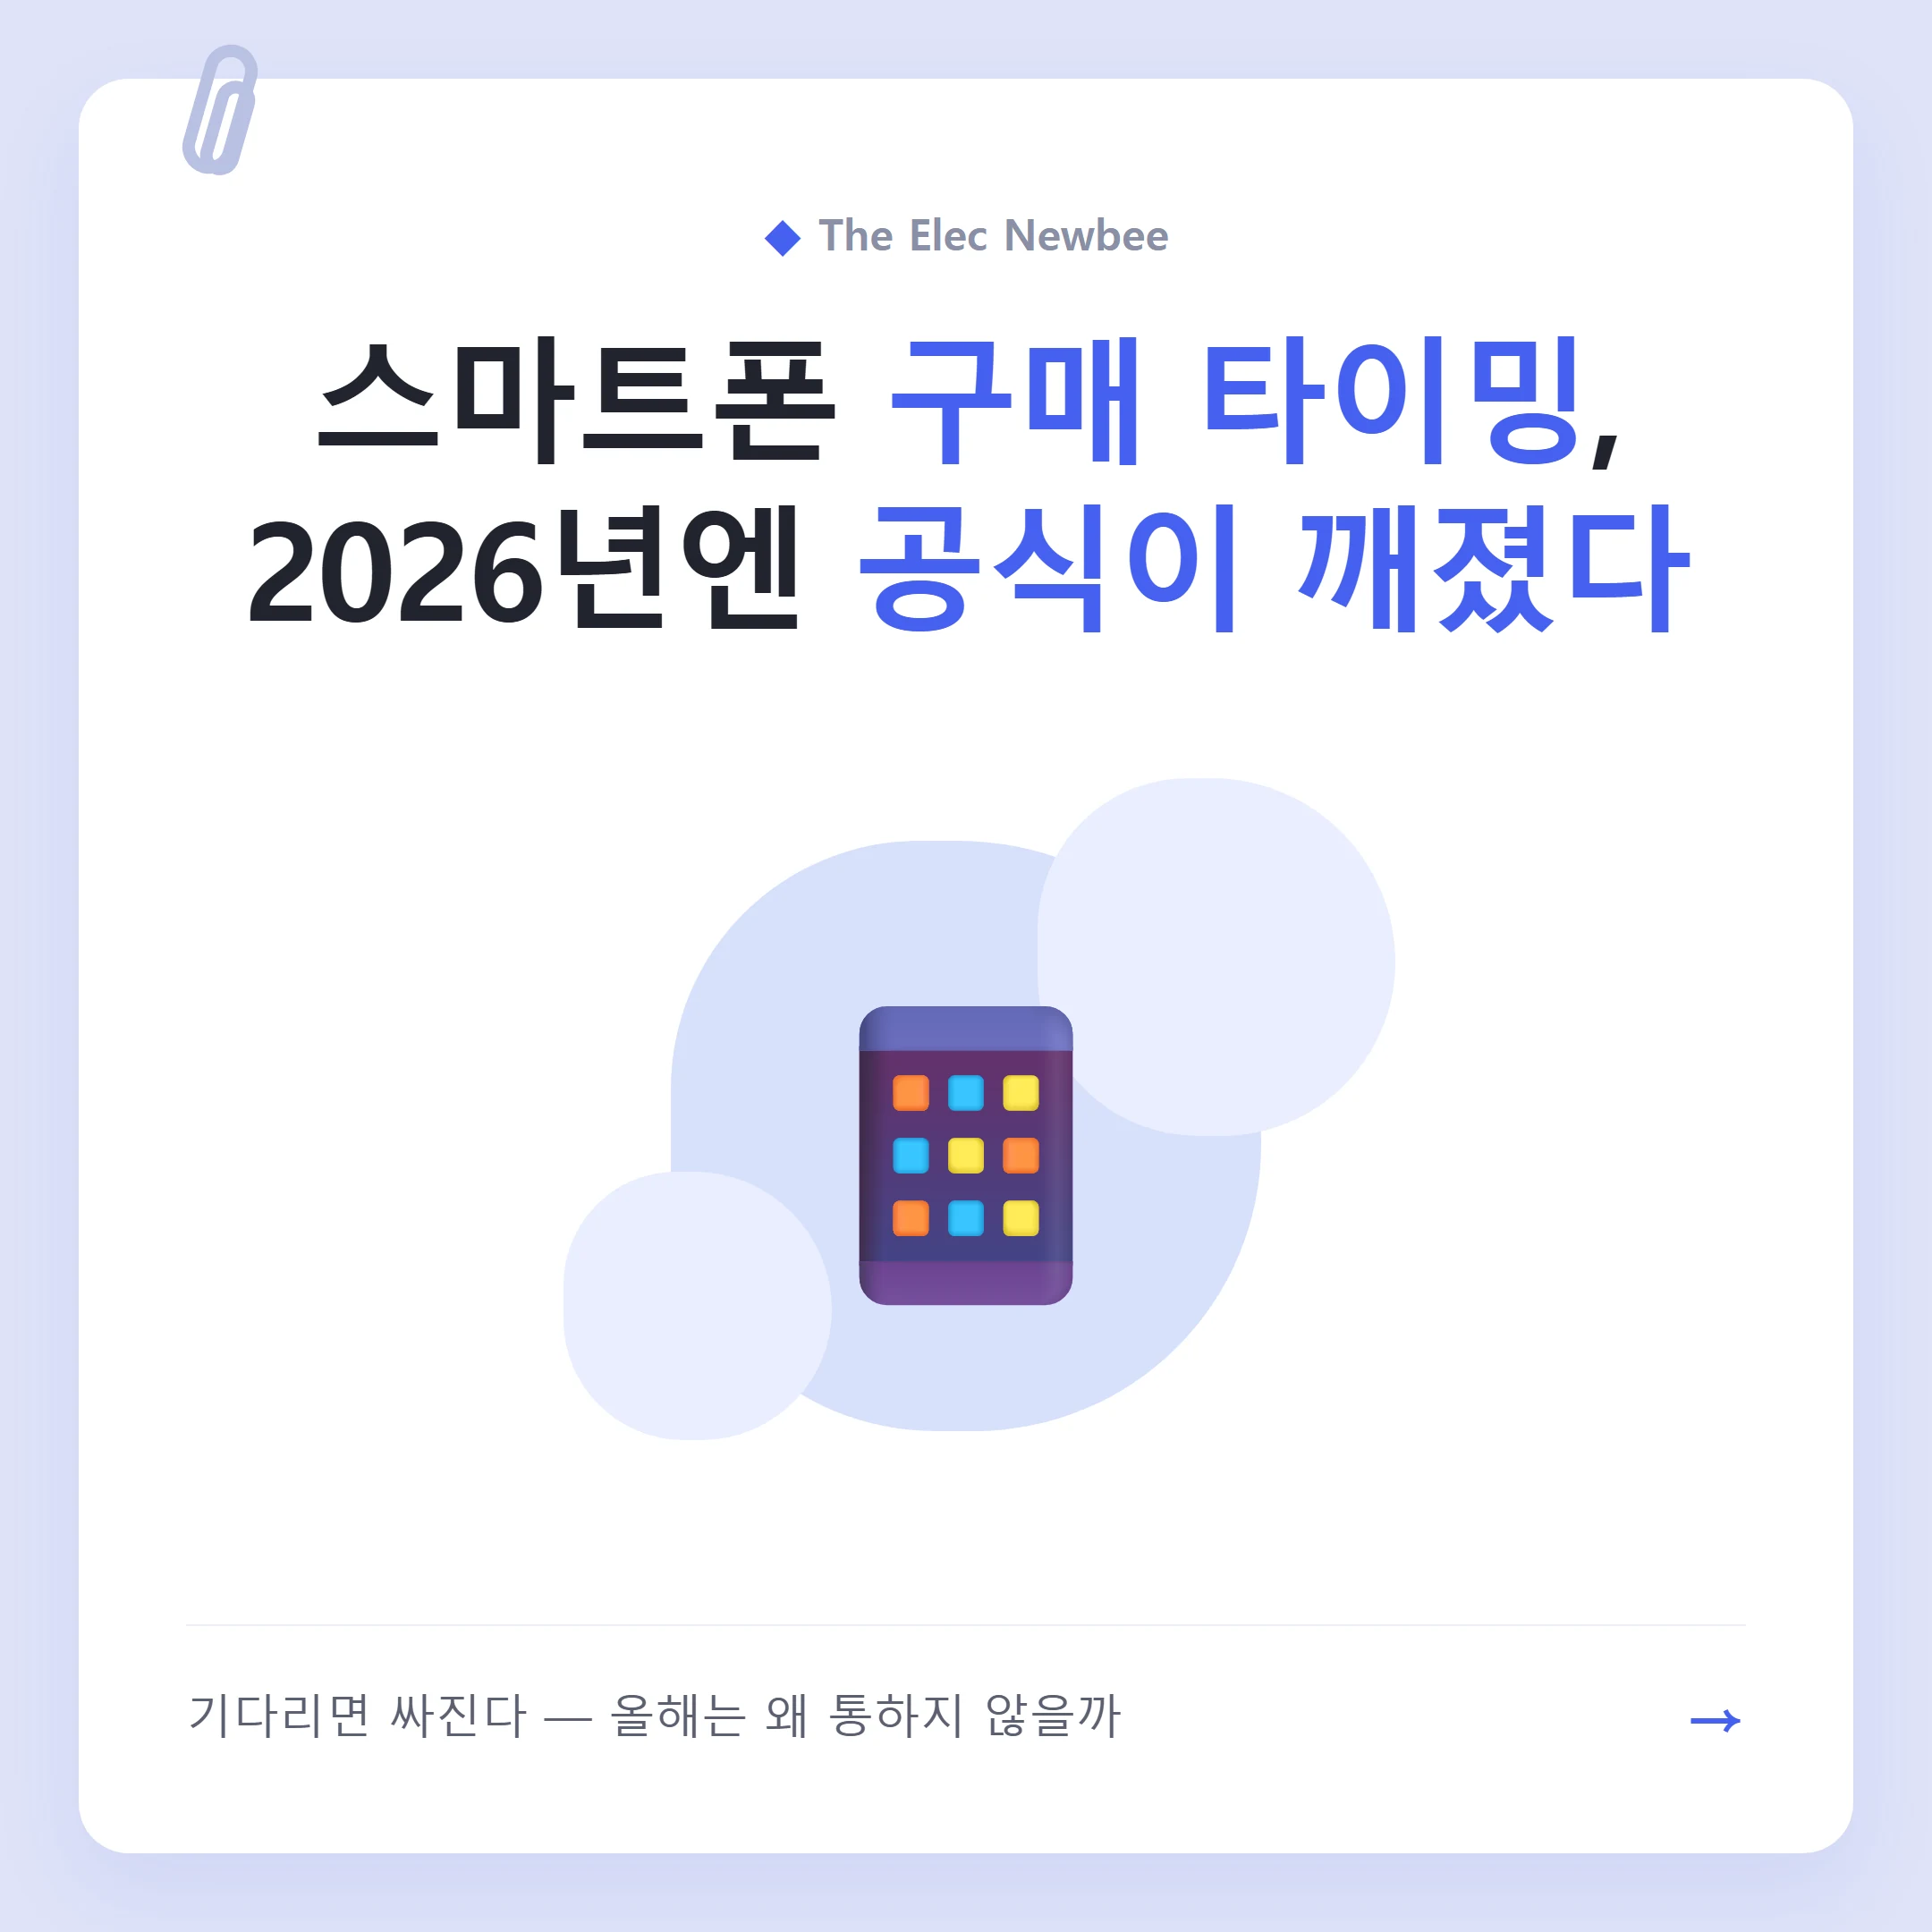 The Elec Newbee
스마트폰 구매 타이밍,
2026년엔 공식이 깨졌다
기다리면 싸진다 — 올해는 왜 통하지 않을까
→